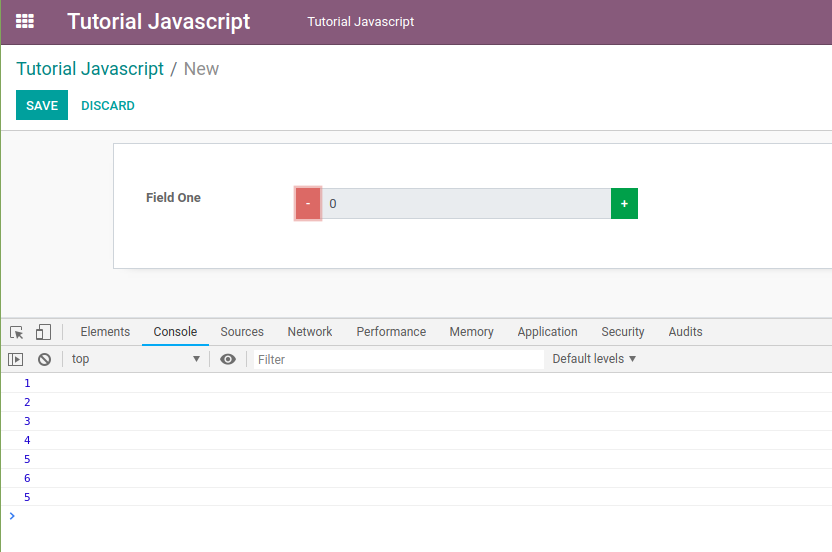 Tutorial Javascript Tutorial Javascript
Tutorial Javascript / New
SAVE DISCARD
Field One - 0 +
Elements Console Sources Network Performance Memory Application Security Audits
top Filter Default levels
1
2
3
4
5
6
5